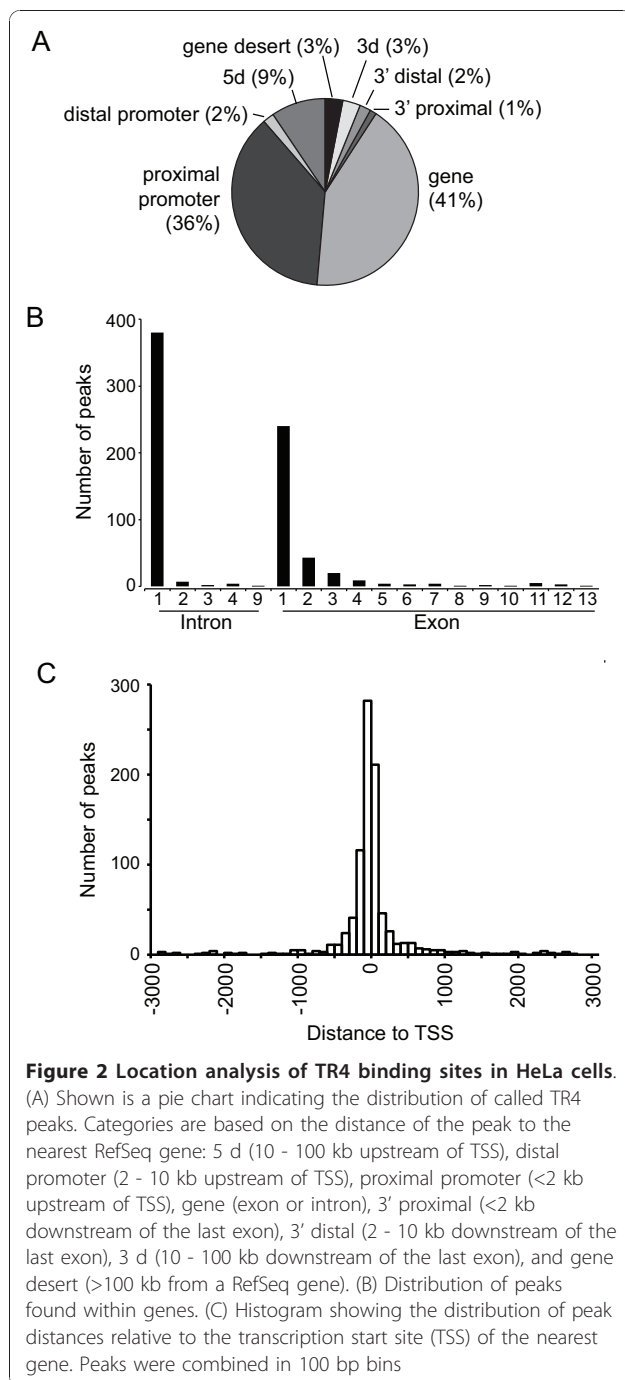 A
gene desert (3%)
3d (3%)
5d (9%)
3' distal (2%)
distal promoter (2%)
3' proximal (1%)
proximal
promoter
(36%)
gene
(41%)
B
Number of peaks
400
300
200
100
0
1 2 3 4 9 1 2 3 4 5 6 7 8 9 10 11 12 13
Intron Exon
C
Number of peaks
300
200
100
0
-3000 -2000 -1000 0 1000 2000 3000
Distance to TSS
Figure 2 Location analysis of TR4 binding sites in HeLa cells.
(A) Shown is a pie chart indicating the distribution of called TR4
peaks. Categories are based on the distance of the peak to the
nearest RefSeq gene: 5 d (10 - 100 kb upstream of TSS), distal
promoter (2 - 10 kb upstream of TSS), proximal promoter (<2 kb
upstream of TSS), gene (exon or intron), 3' proximal (<2 kb
downstream of the last exon), 3' distal (2 - 10 kb downstream of the
last exon), 3 d (10 - 100 kb downstream of the last exon), and gene
desert (>100 kb from a RefSeq gene). (B) Distribution of peaks
found within genes. (C) Histogram showing the distribution of peak
distances relative to the transcription start site (TSS) of the nearest
gene. Peaks were combined in 100 bp bins